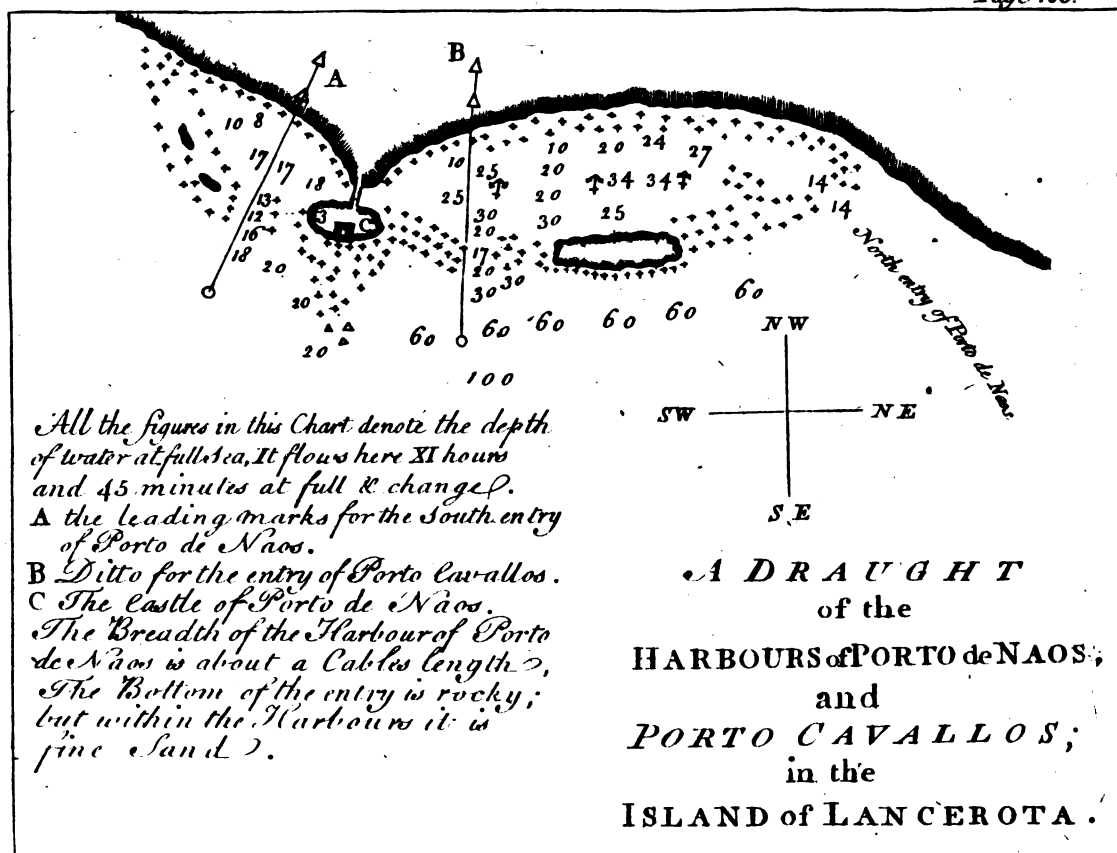 A
B
10 8
17
17
18
13
12
16
18
20
20
20
3 C
10
25
25
30
20
17
20
30
30
10 20 24 27
20
20
30
34 34
25
14
14
60 60 60 60 60 60
100
North entry of Porto de Naos.
NW
SW NE
SE
All the figures in this Chart denote the depth
of water at full Sea, It flows here XI hours
and 45 minutes at full & change.
A the leading marks for the South entry
of Porto de Naos.
B Ditto for the entry of Porto Cavallos.
C The Castle of Porto de Naos.
The Breadth of the Harbour of Porto
de Naos is about a Cables length,
The Bottom of the entry is rocky;
but within the Harbours it is
fine Sand.
A DRAUGHT
of the
HARBOURS of PORTO de NAOS,
and
PORTO CAVALLOS;
in the
ISLAND of LANCEROTA.